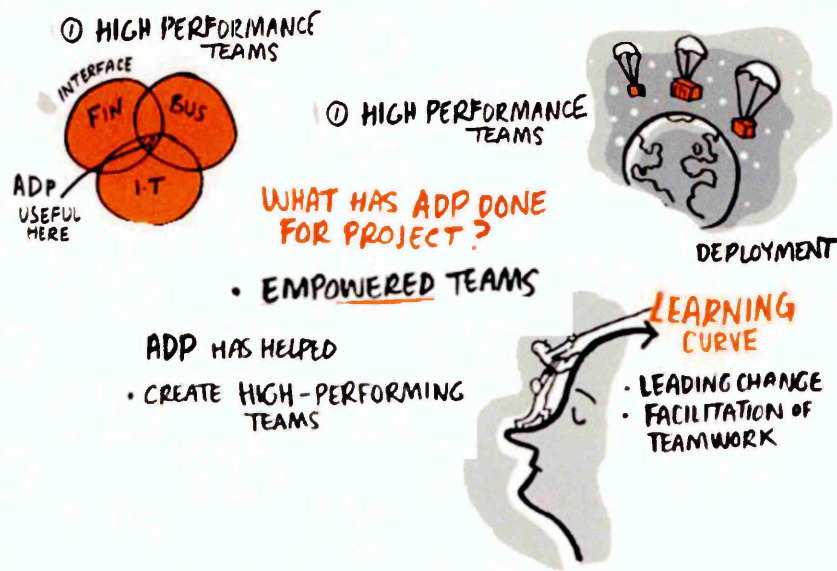 ① HIGH PERFORMANCE
TEAMS
INTERFACE
FIN
BUS
I.T
ADP
USEFUL
HERE
① HIGH PERFORMANCE
TEAMS
DEPLOYMENT
WHAT HAS ADP DONE
FOR PROJECT?
• EMPOWERED TEAMS
ADP HAS HELPED
• CREATE HIGH-PERFORMING
TEAMS
LEARNING
CURVE
• LEADING CHANGE
• FACILITATION OF
TEAMWORK